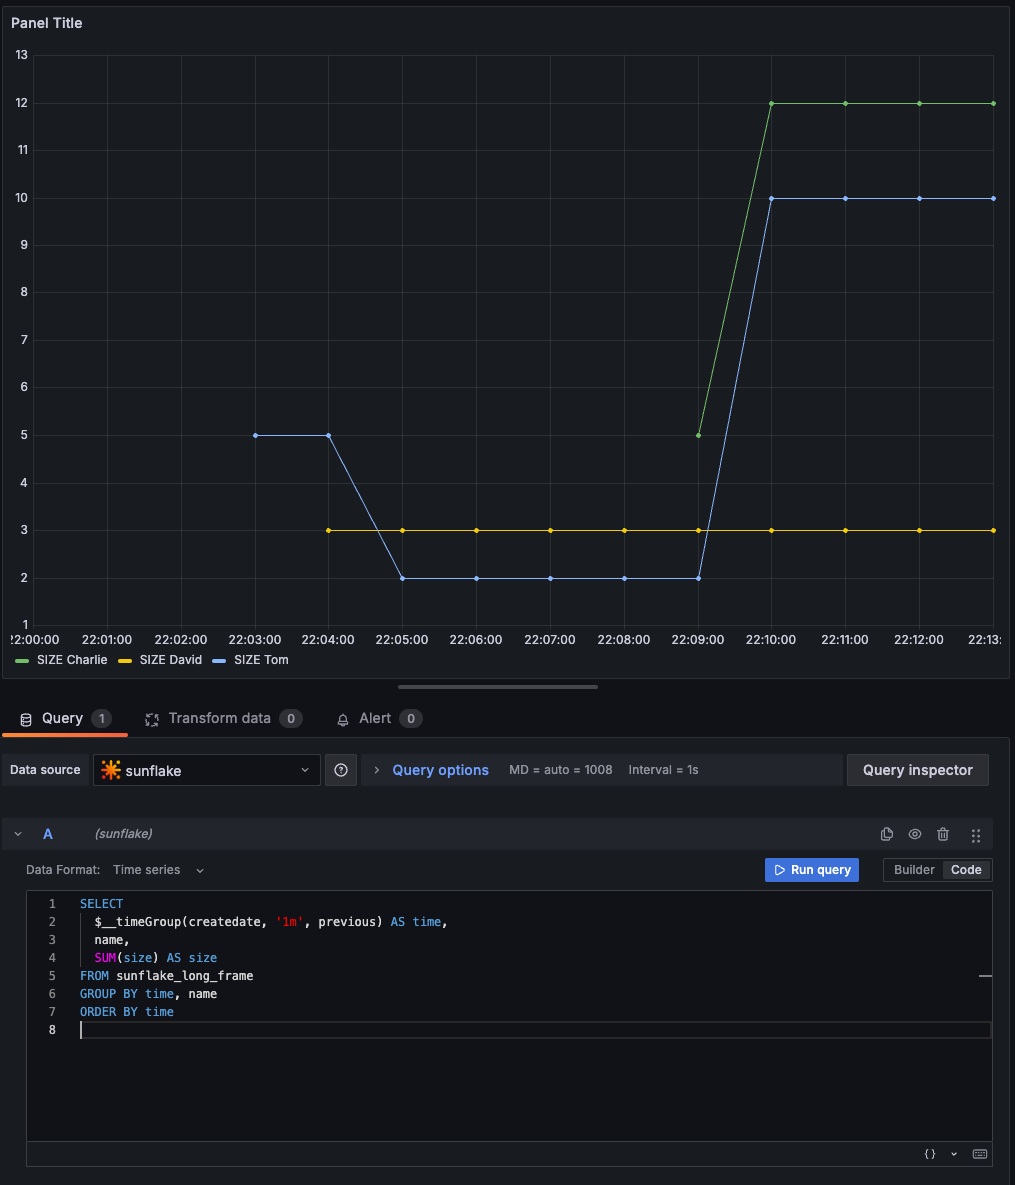 Panel Title
13
12
11
10
9
8
7
6
5
4
3
2
1
22:00:00 22:01:00 22:02:00 22:03:00 22:04:00 22:05:00 22:06:00 22:07:00 22:08:00 22:09:00 22:10:00 22:11:00 22:12:00 22:13:
SIZE Charlie SIZE David SIZE Tom
Query 1 Transform data 0 Alert 0
Data source sunflake Query options MD = auto = 1008 Interval = 1s Query inspector
A (sunflake)
Data Format: Time series Run query Builder Code
1 SELECT
2 $__timeGroup(createdate, '1m', previous) AS time,
3 name,
4 SUM(size) AS size
5 FROM sunflake_long_frame
6 GROUP BY time, name
7 ORDER BY time
8
{}